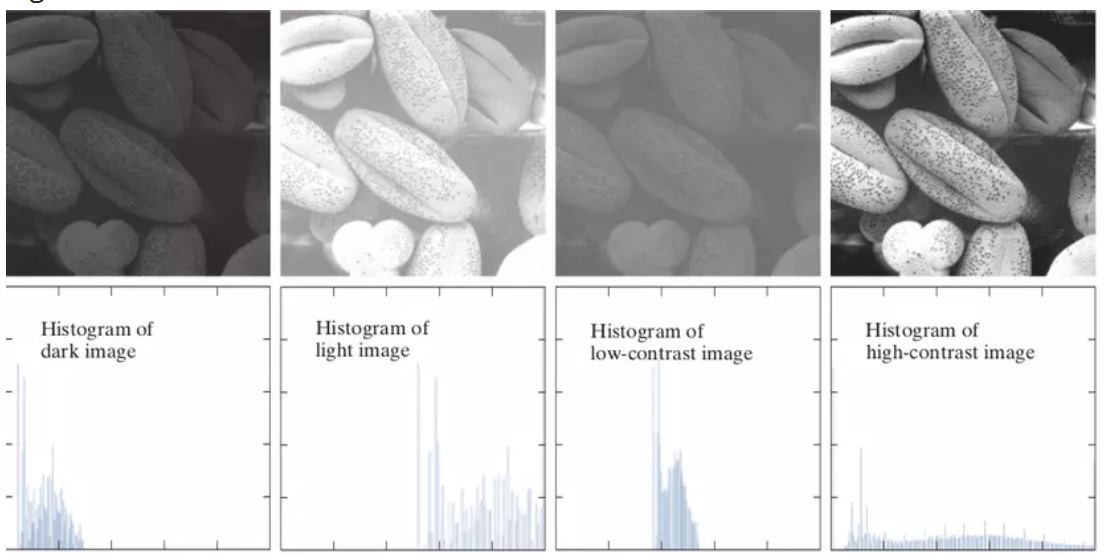 Histogram of
dark image
Histogram of
light image
Histogram of
low-contrast image
Histogram of
high-contrast image